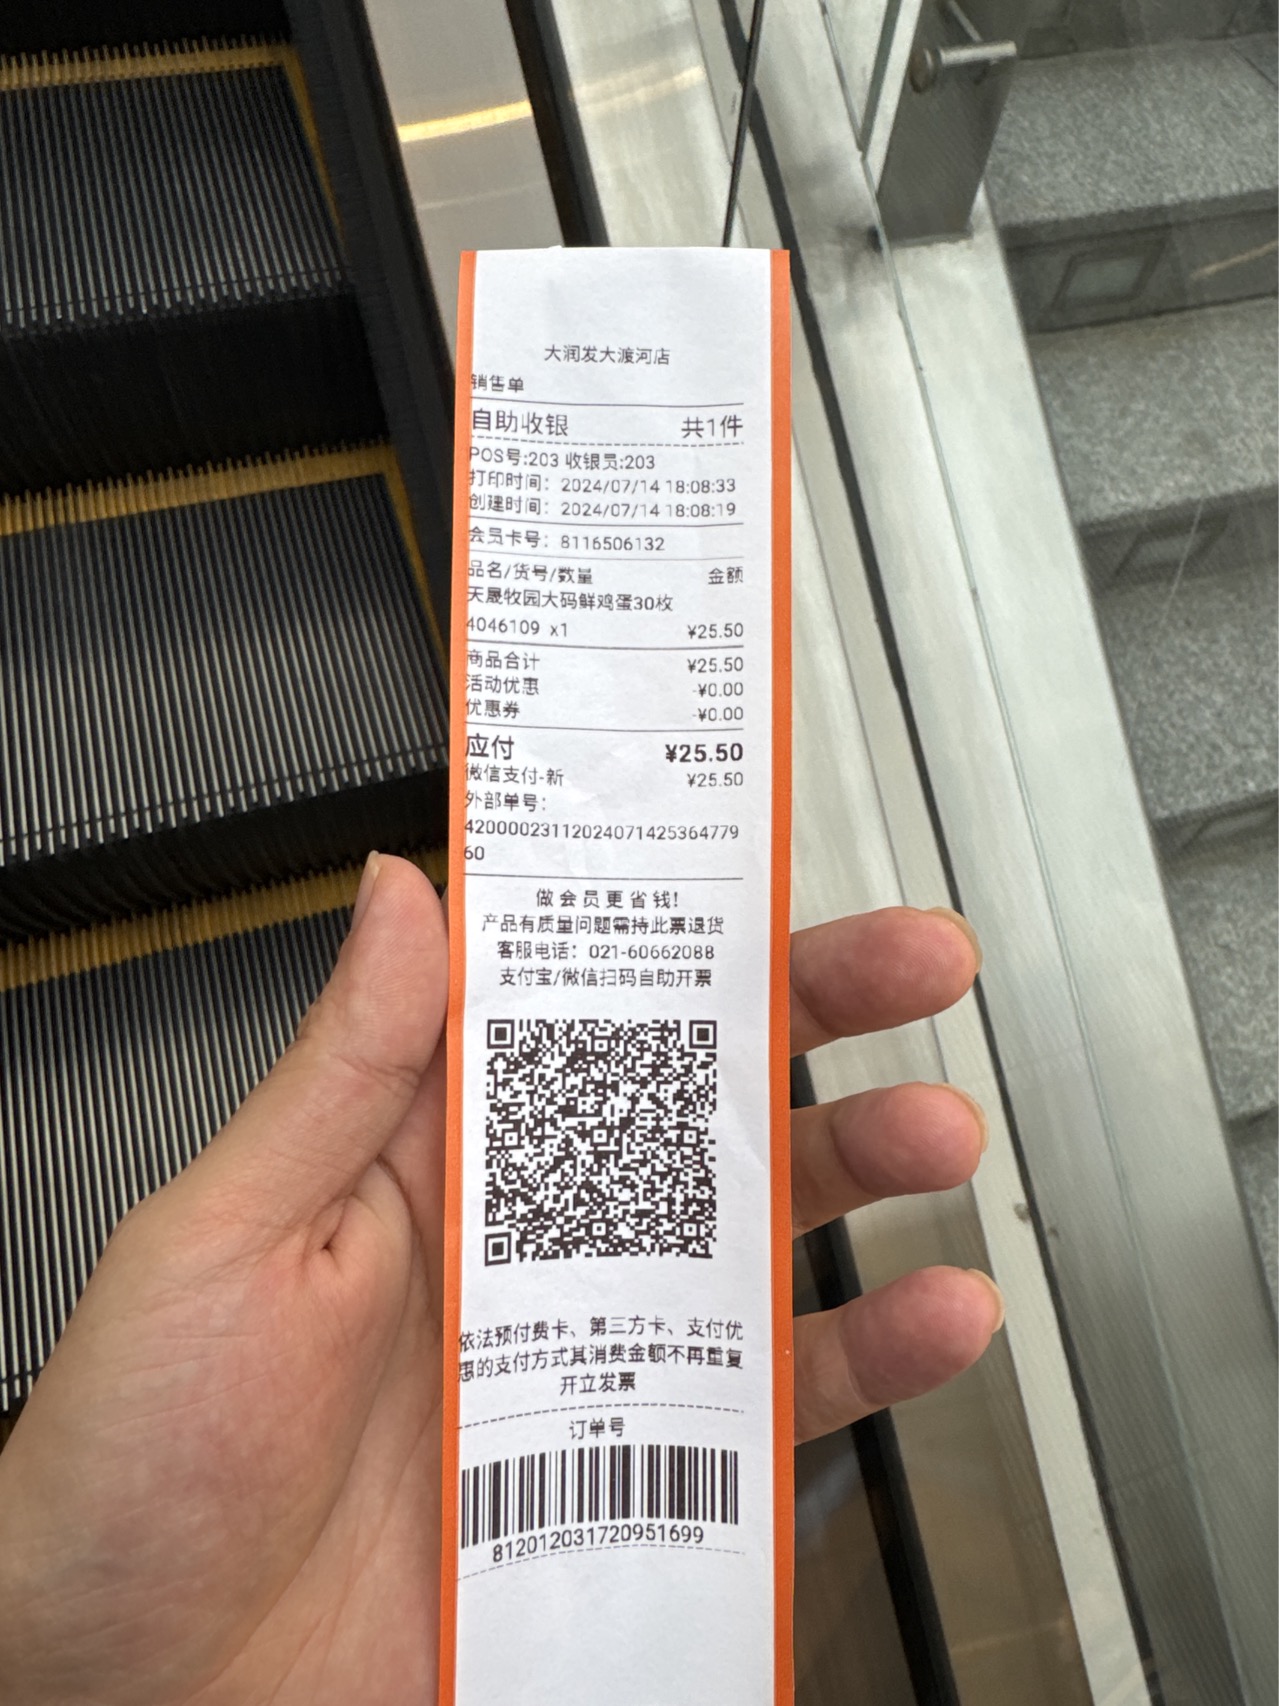 大润发大渡河店
销售单
自助收银 共1件
POS号:203 收银员:203
打印时间: 2024/07/14 18:08:33
创建时间: 2024/07/14 18:08:19
会员卡号: 8116506132
品名/货号/数量 金额
天晟牧园大码鲜鸡蛋30枚
4046109 x1 ¥25.50
商品合计 ¥25.50
活动优惠 -¥0.00
优惠券 -¥0.00
应付 ¥25.50
微信支付-新 ¥25.50
外部单号:
42000023112024071425364779
60
做会员更省钱!
产品有质量问题需持此票退货
客服电话: 021-60662088
支付宝/微信扫码自助开票
依法预付费卡、第三方卡、支付优
惠的支付方式其消费金额不再重复
开立发票
订单号
812012031720951699